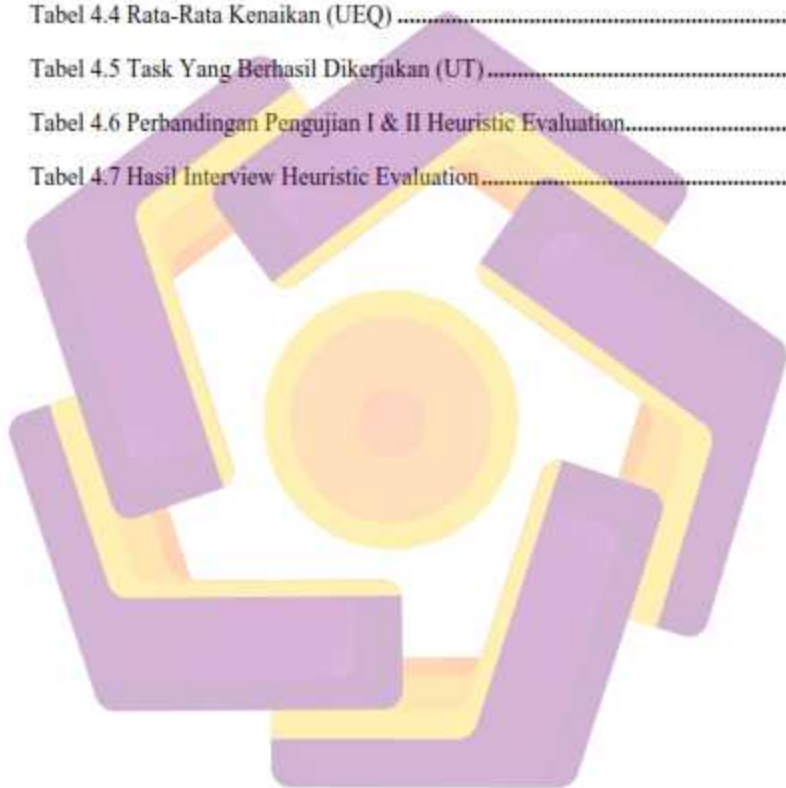 Tabel 4.4 Rata-Rata Kenaikan (UEQ) ........................................................
Tabel 4.5 Task Yang Berhasil Dikerjakan (UT) ...........................................
Tabel 4.6 Perbandingan Pengujian I & II Heuristic Evaluation.......................
Tabel 4.7 Hasil Interview Heuristic Evaluation............................................